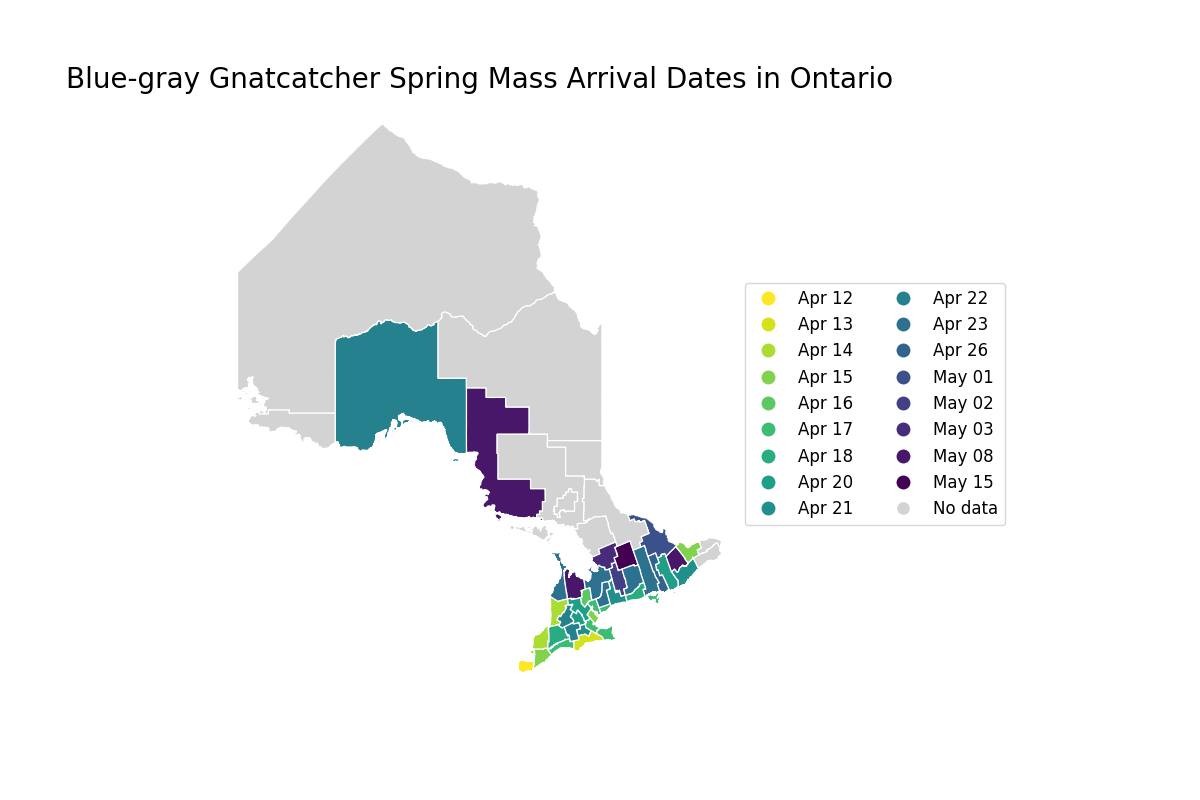 Blue-gray Gnatcatcher Spring Mass Arrival Dates in Ontario
Apr 12
Apr 13
Apr 14
Apr 15
Apr 16
Apr 17
Apr 18
Apr 20
Apr 21
Apr 22
Apr 23
Apr 26
May 01
May 02
May 03
May 08
May 15
No data